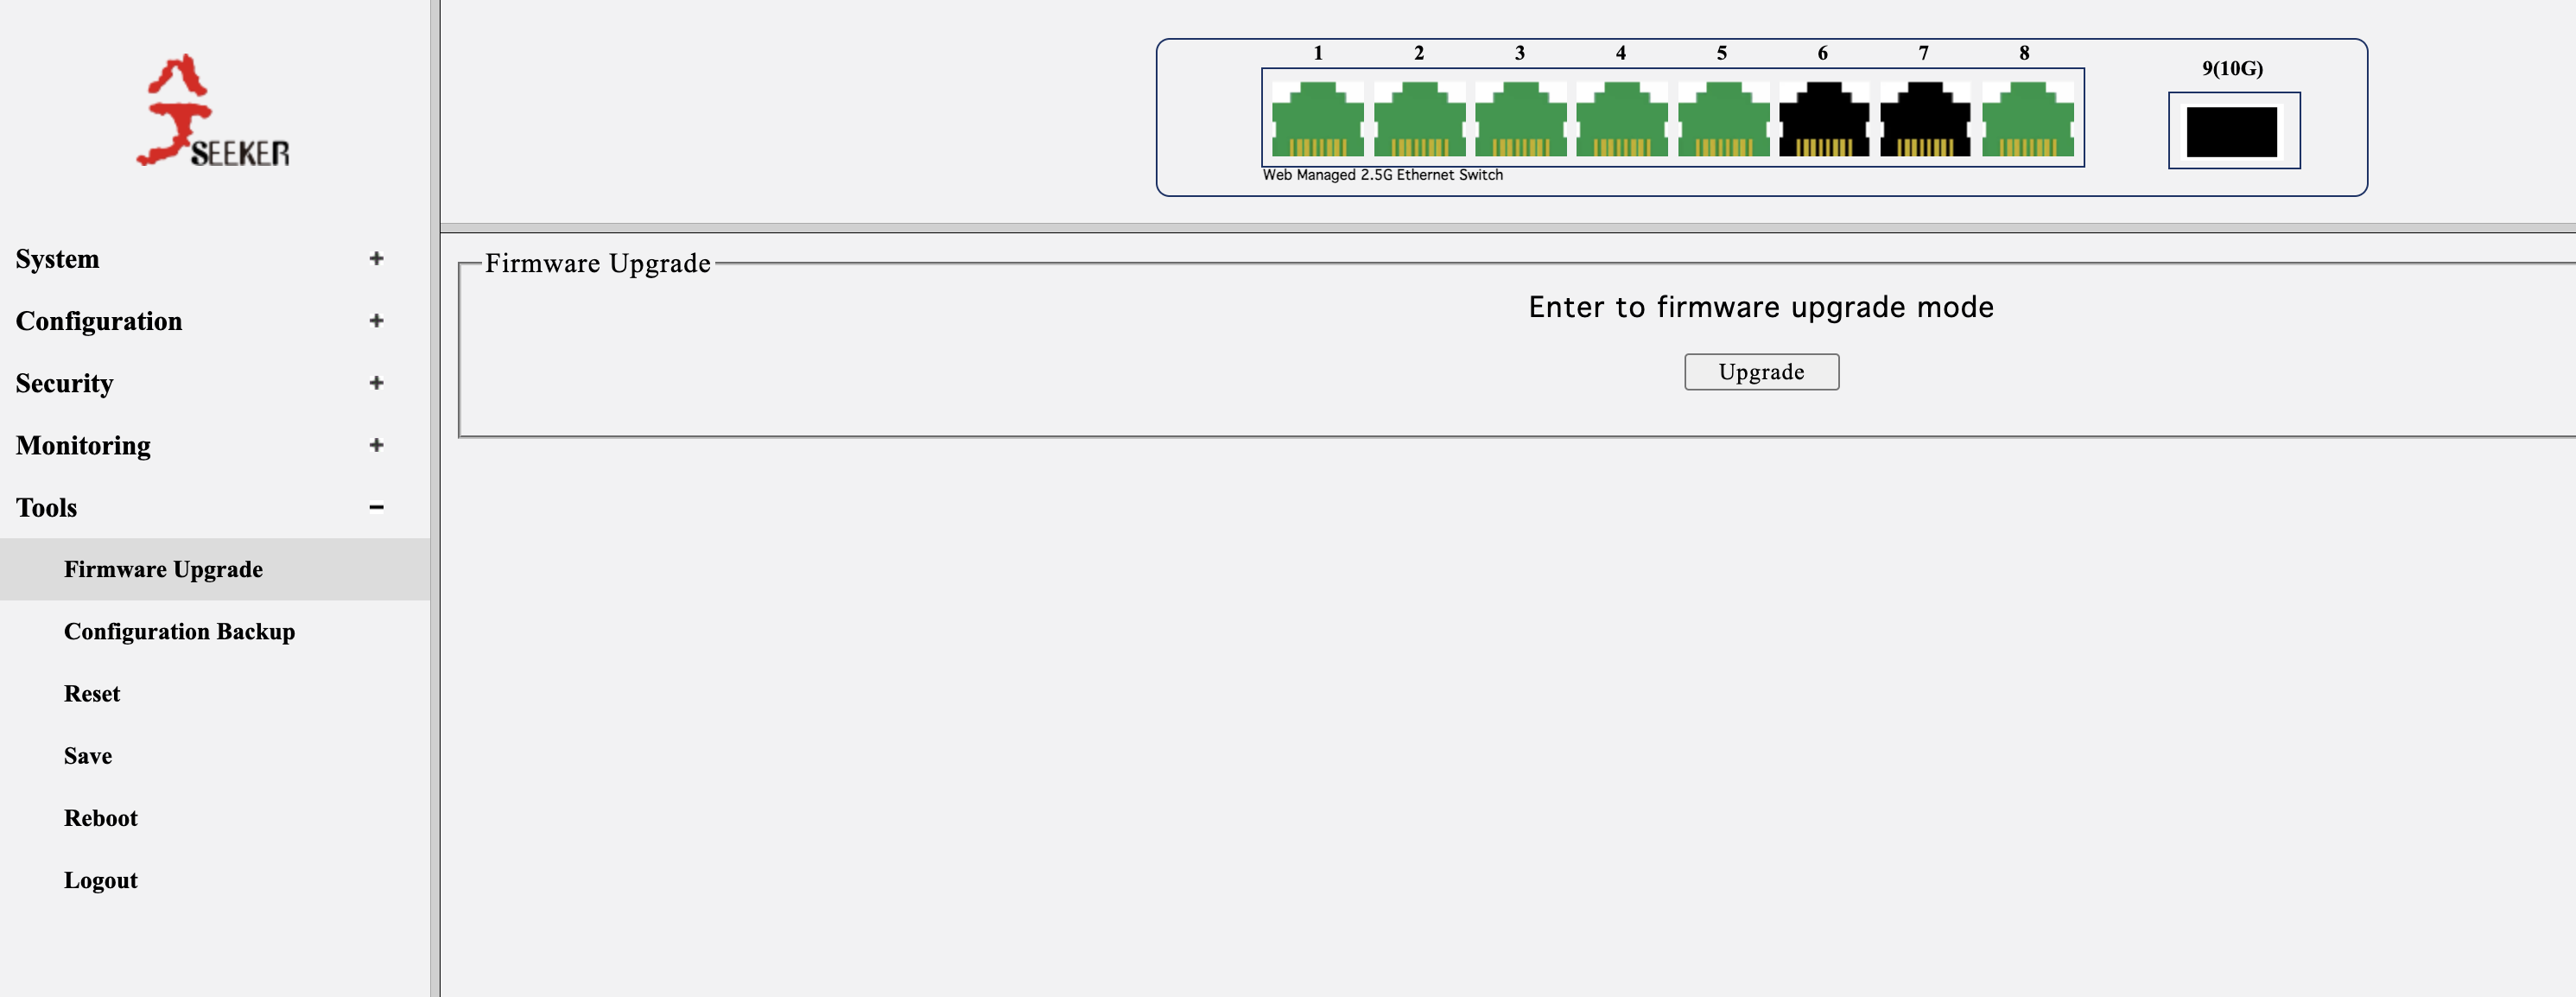 SEEKER
System
Configuration
Security
Monitoring
Tools
Firmware Upgrade
Configuration Backup
Reset
Save
Reboot
Logout
1 2 3 4 5 6 7 8
9(10G)
Web Managed 2.5G Ethernet Switch
Firmware Upgrade
Enter to firmware upgrade mode
Upgrade